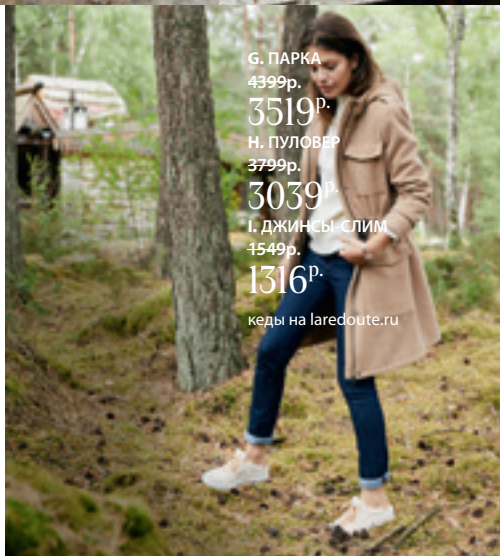 G. ПАРКА
4399р.
3519р.
H. ПУЛОВЕР
3799р.
3039р.
I. ДЖИНСЫ-СЛИМ
1549р.
1316р.
кеды на laredoute.ru